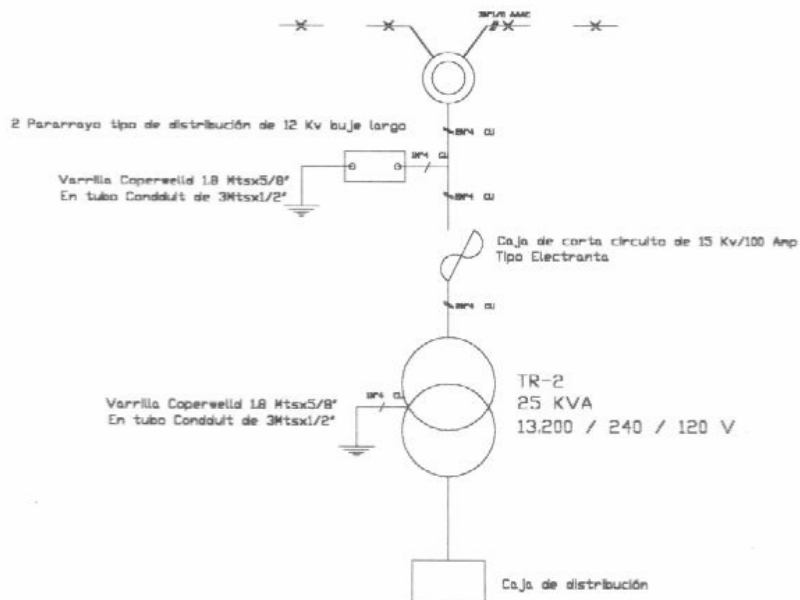 2 Pararrayo tipo de distribución de 12 Kv buje largo
Varrilla Coperweld 1.8 Mtsx5/8"
En tubo Condduit de 3Mtsx1/2"
Caja de corta circuito de 15 Kv/100 Amp
Tipo Electranta
Varrilla Coperweld 1.8 Mtsx5/8"
En tubo Condduit de 3Mtsx1/2"
TR-2
25 KVA
13.200 / 240 / 120 V
Caja de distribución